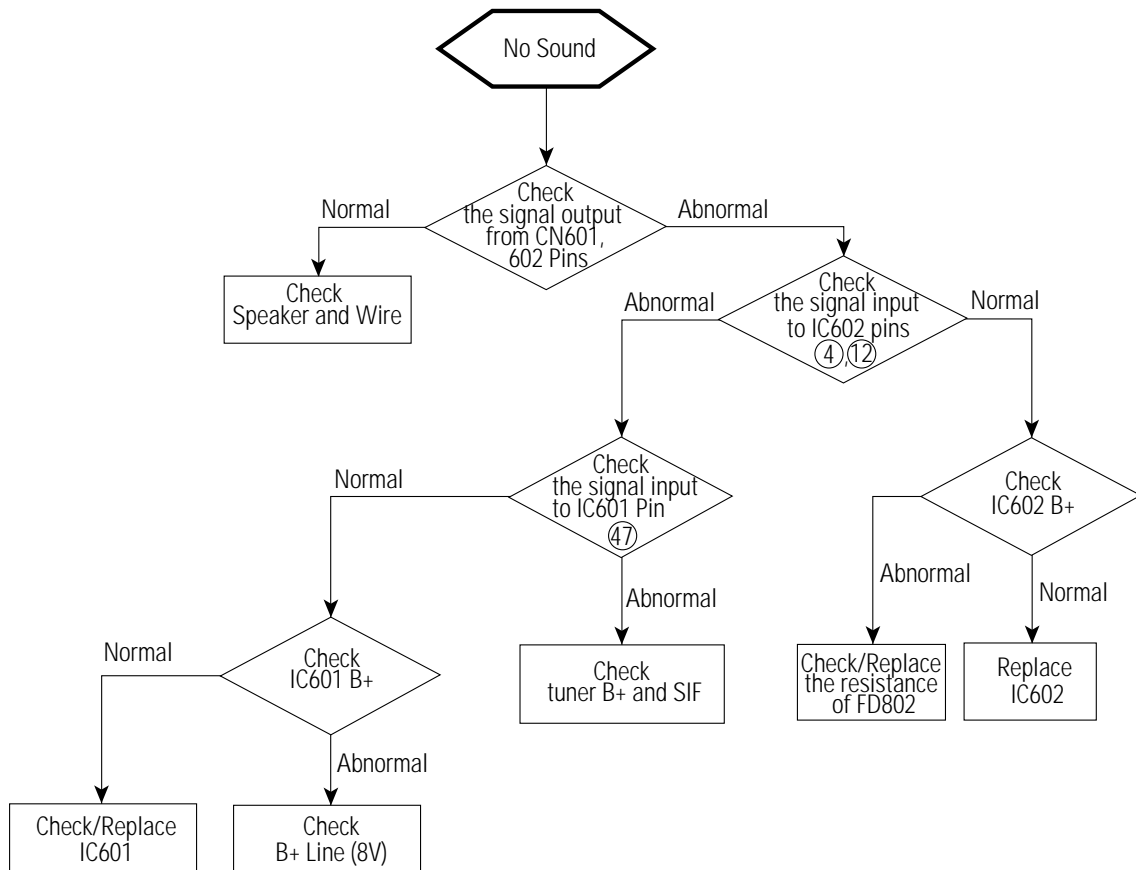 No Sound
Check
the signal output
from CN601,
602 Pins
Normal
Abnormal
Check
Speaker and Wire
Check
the signal input
to IC602 pins
④,⑫
Abnormal
Normal
Check
the signal input
to IC601 Pin
㊼
Normal
Abnormal
Check
IC602 B+
Abnormal
Normal
Check
IC601 B+
Normal
Abnormal
Check
tuner B+ and SIF
Check/Replace
the resistance
of FD802
Replace
IC602
Check/Replace
IC601
Check
B+ Line (8V)